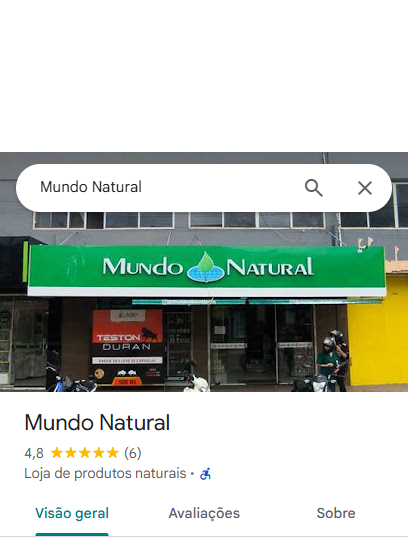 Mundo Natural
MUNDO NATURAL
TESTON
DURAN
Mundo Natural
4,8 (6)
Loja de produtos naturais •
Visão geral Avaliações Sobre